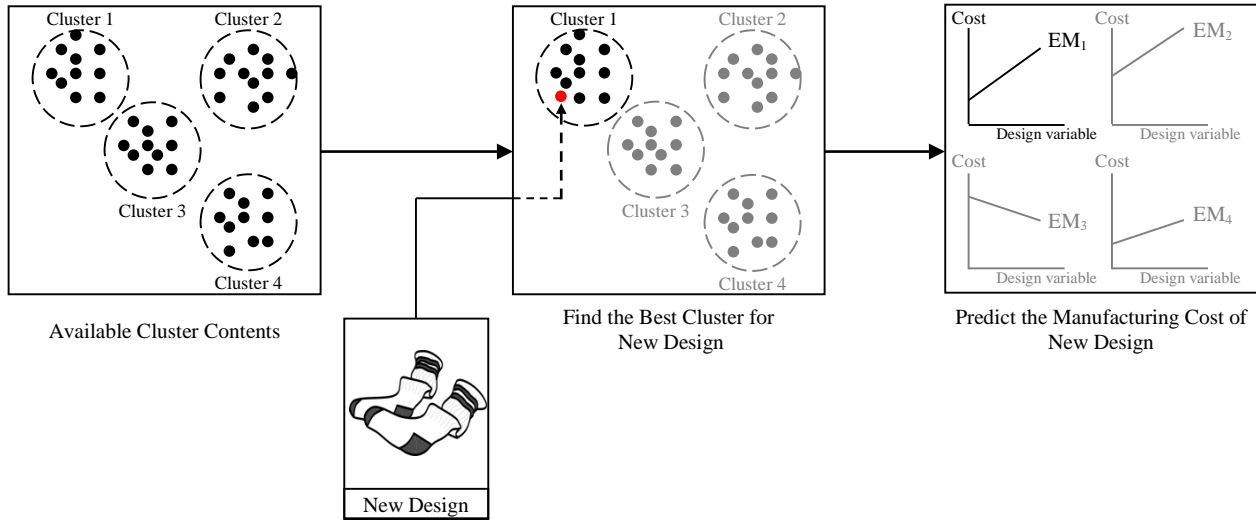 Cluster 1
Cluster 2
Cluster 3
Cluster 4
Available Cluster Contents
New Design
Cluster 1
Cluster 2
Cluster 3
Cluster 4
Find the Best Cluster for
New Design
Cost
EM₁
Design variable
Cost
EM₂
Design variable
Cost
EM₃
Design variable
Cost
EM₄
Design variable
Predict the Manufacturing Cost of
New Design